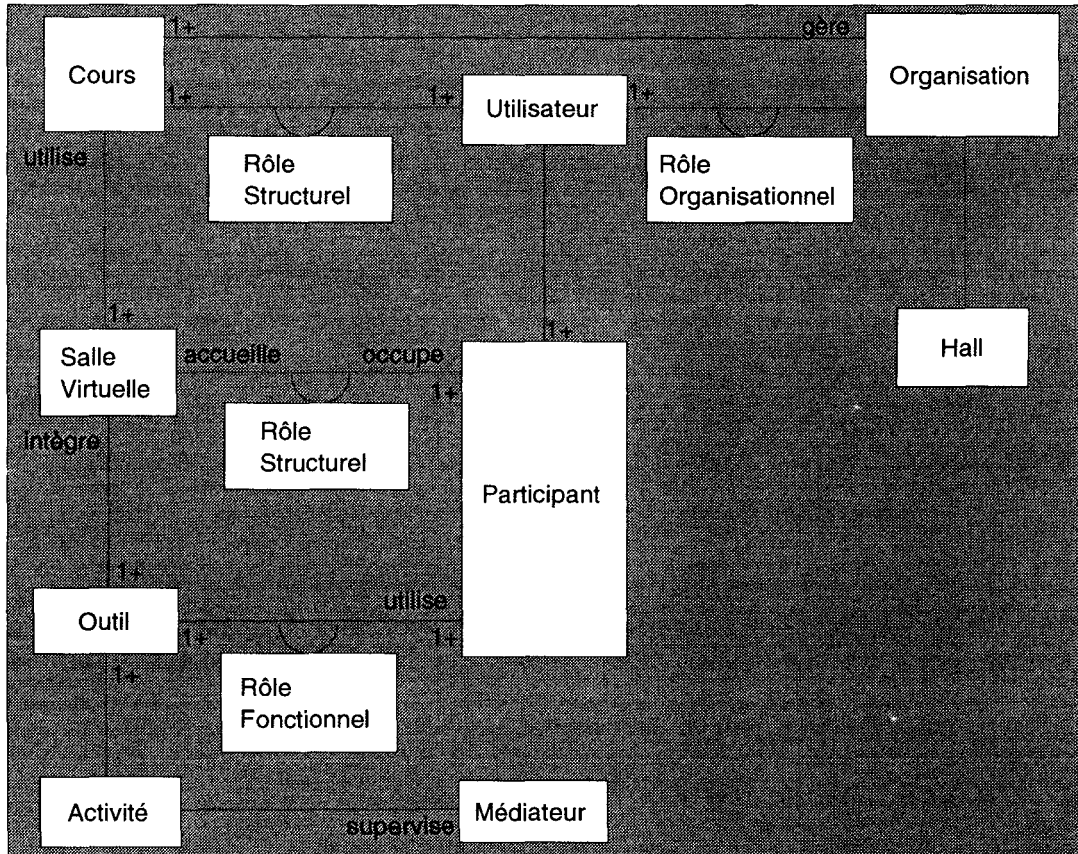 1+
gère
Cours
Organisation
1+
1+
Utilisateur
1+
utilise
Rôle
Structurel
Rôle
Organisationnel
1+
1+
Salle
Virtuelle
accueille
occupe
1+
Hall
intègre
Rôle
Structurel
Participant
1+
Outil
utilise
1+
1+
1+
Rôle
Fonctionnel
Activité
supervise
Médiateur